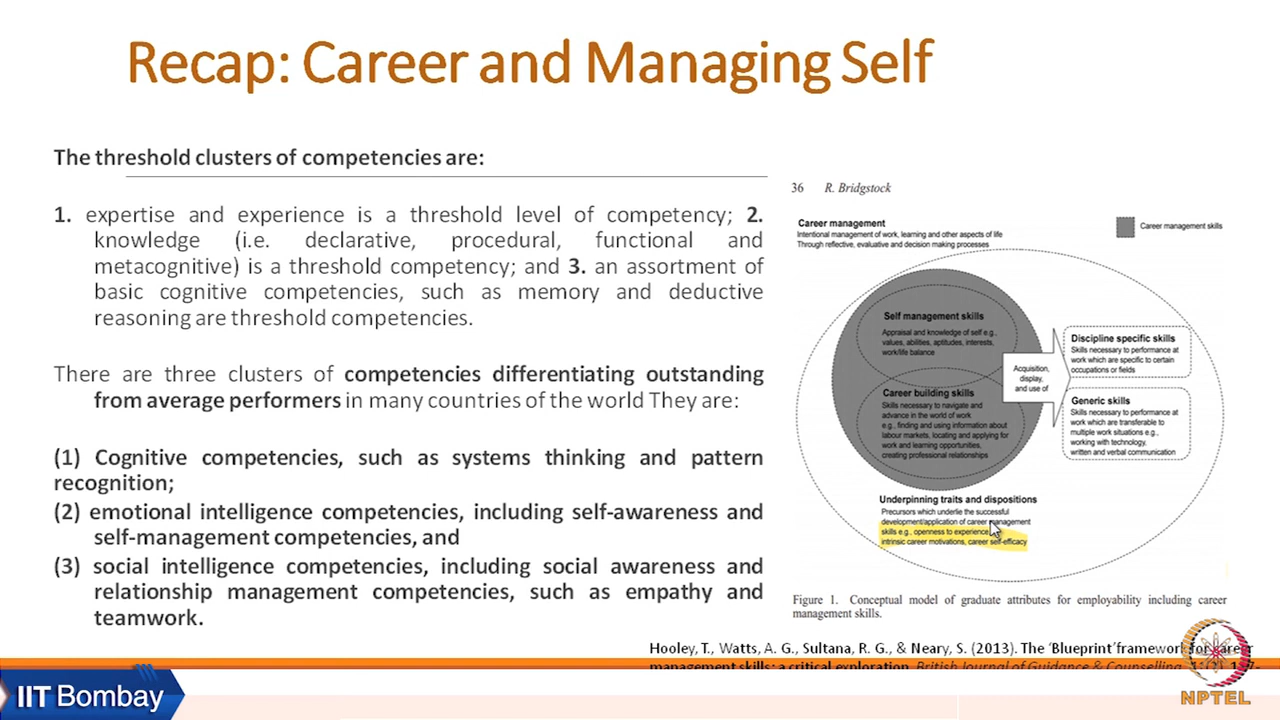 Recap: Career and Managing Self
The threshold clusters of competencies are:
1. expertise and experience is a threshold level of competency; 2.
knowledge (i.e. declarative, procedural, functional and
metacognitive) is a threshold competency; and 3. an assortment of
basic cognitive competencies, such as memory and deductive
reasoning are threshold competencies.
There are three clusters of competencies differentiating outstanding
from average performers in many countries of the world They are:
(1) Cognitive competencies, such as systems thinking and pattern
recognition;
(2) emotional intelligence competencies, including self-awareness and
self-management competencies, and
(3) social intelligence competencies, including social awareness and
relationship management competencies, such as empathy and
teamwork.
36 R. Bridgstock
Career management
Intentional management of work, learning and other aspects of life
Through reflective, evaluative and decision making processes
Career management skills
Self management skills
Appraisal and knowledge of self e.g.,
values, abilities, aptitudes, interests,
work/life balance
Career building skills
Skills necessary to navigate and
advance in the world of work
e.g., finding and using information about
labour markets, locating and applying for
work and learning opportunities,
creating professional relationships
Acquisition,
display,
and use of
Discipline specific skills
Skills necessary to performance at
work which are specific to certain
occupations or fields
Generic skills
Skills necessary to performance at
work which are transferable to
multiple work situations e.g.,
working with technology,
written and verbal communication
Underpinning traits and dispositions
Precursors which underlie the successful
development/application of career management
skills e.g., openness to experience,
intrinsic career motivations, career self-efficacy
Figure 1. Conceptual model of graduate attributes for employability including career
management skills.
Hooley, T., Watts, A. G., Sultana, R. G., & Neary, S. (2013). The 'Blueprint'framework for career
management skills: a critical exploration. British Journal of Guidance & Counselling
IIT Bombay
NPTEL